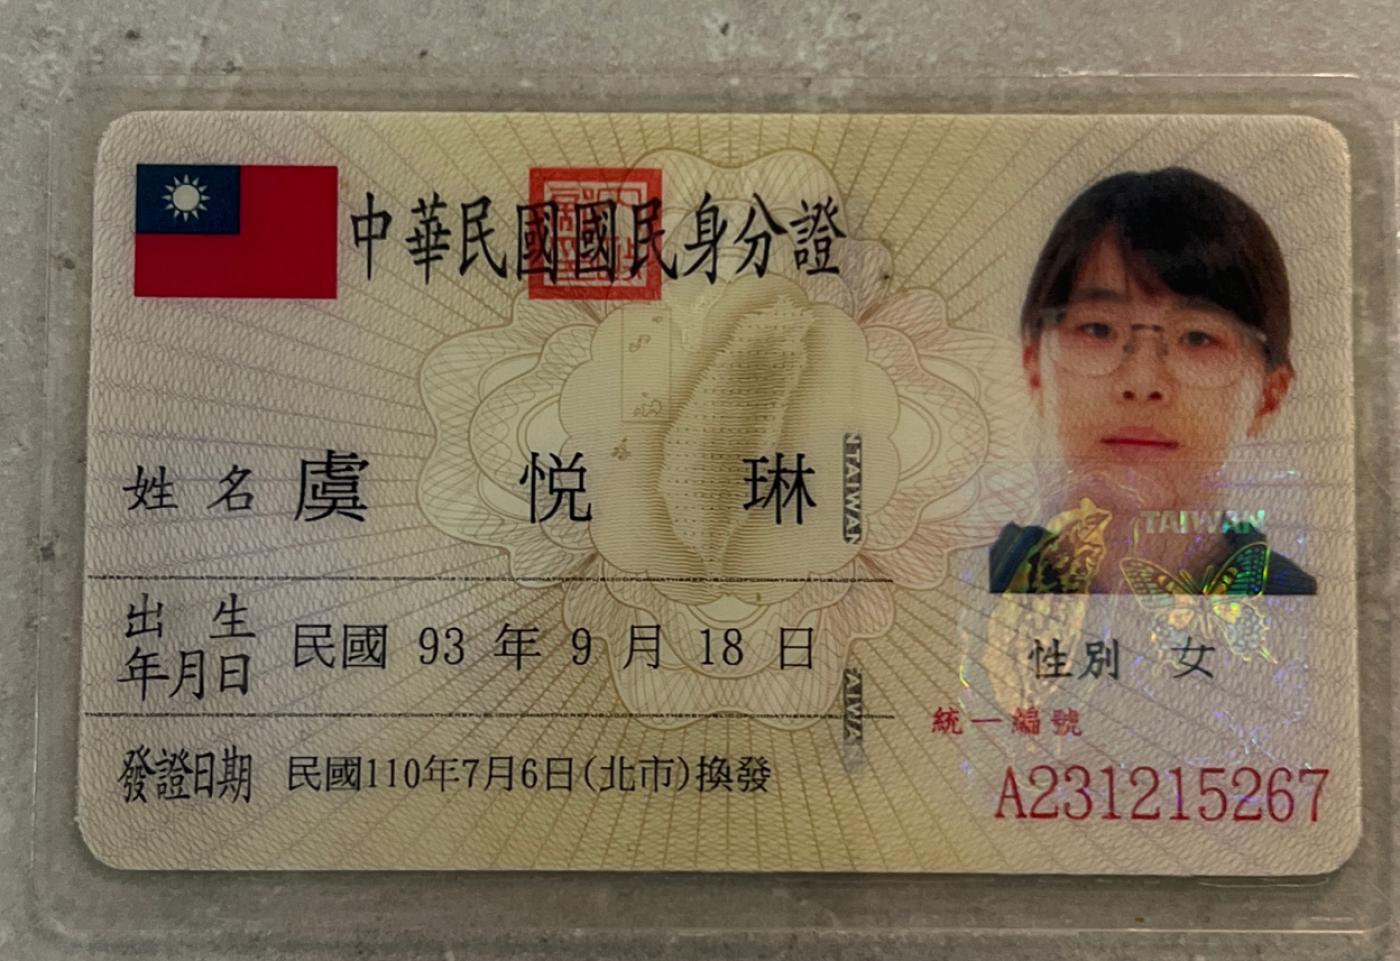 中華民國國民身分證
姓名 虞悦琳
出生年月日 民國 93 年 9 月 18 日
發證日期 民國110年7月6日(北市)換發
TAIWAN
性別 女
統一編號
A231215267
N TAIWAN